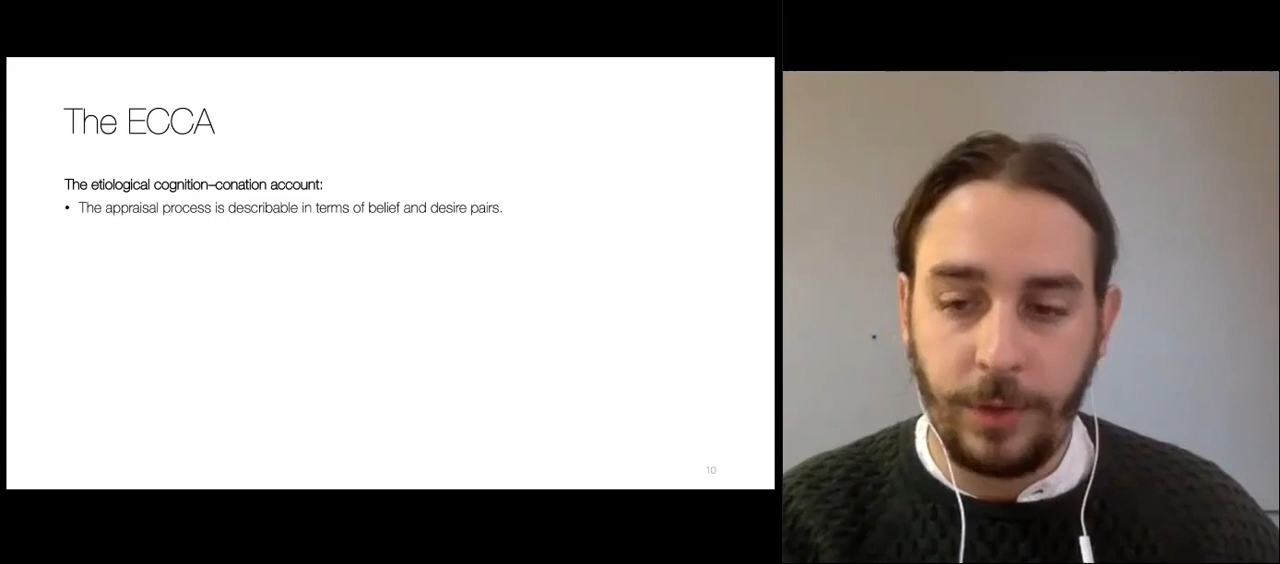 The ECCA
The etiological cognition–conation account:
• The appraisal process is describable in terms of belief and desire pairs.
10